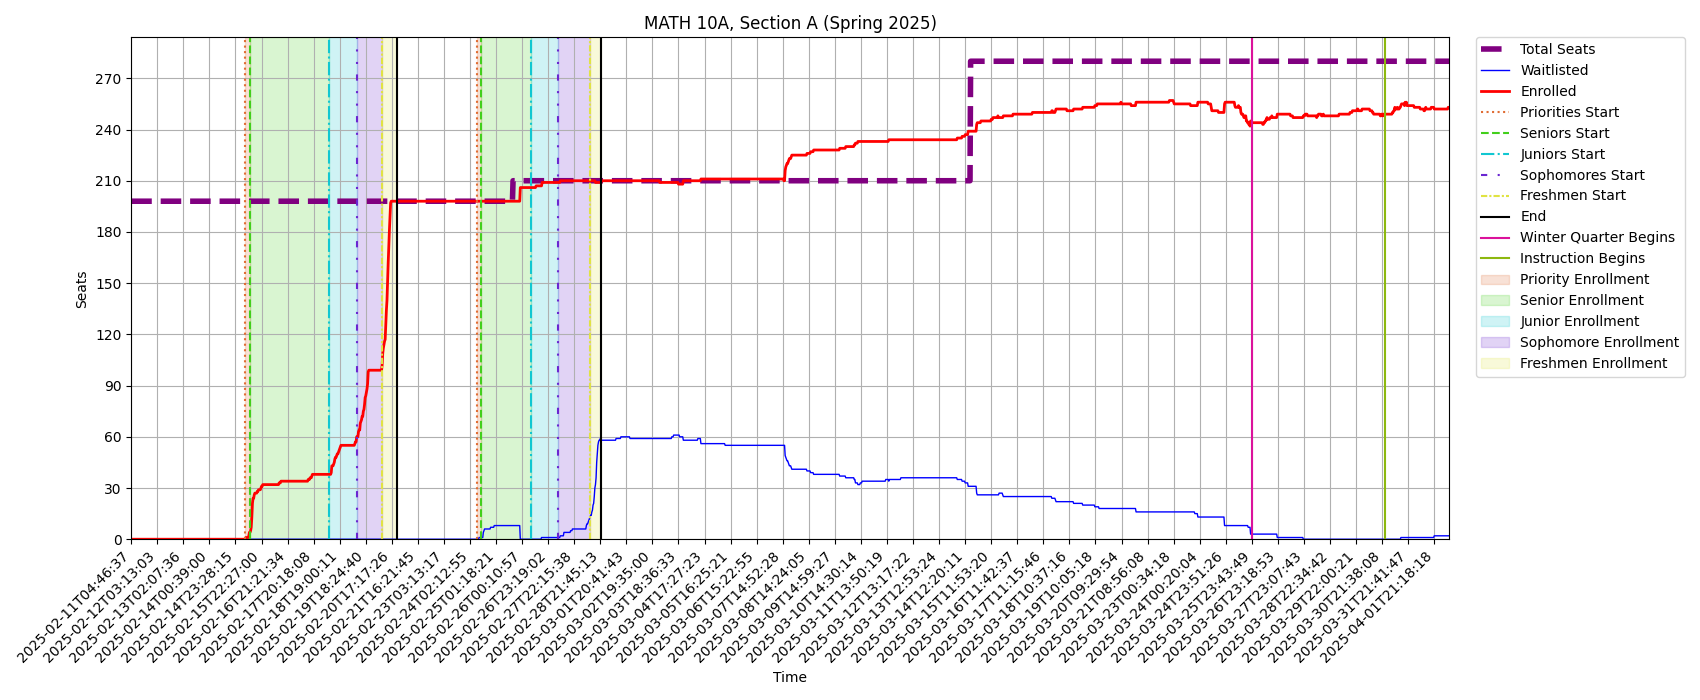 MATH 10A, Section A (Spring 2025)
Seats
270
240
210
180
150
120
90
60
30
0
2025-02-11T04:46:37
2025-02-12T03:13:03
2025-02-13T02:07:36
2025-02-14T00:39:00
2025-02-14T23:28:15
2025-02-15T22:27:00
2025-02-16T21:21:34
2025-02-17T20:18:08
2025-02-18T19:00:11
2025-02-19T18:24:40
2025-02-20T17:17:26
2025-02-21T16:21:45
2025-02-23T03:13:17
2025-02-24T02:12:55
2025-02-25T01:18:21
2025-02-26T00:10:57
2025-02-26T23:19:02
2025-02-27T22:15:38
2025-02-28T21:45:13
2025-03-01T20:41:43
2025-03-02T19:35:00
2025-03-03T18:36:33
2025-03-04T17:27:23
2025-03-05T16:25:21
2025-03-06T15:22:55
2025-03-07T14:52:28
2025-03-08T14:24:05
2025-03-09T14:59:27
2025-03-10T14:30:14
2025-03-11T13:50:19
2025-03-12T13:17:22
2025-03-13T12:53:24
2025-03-14T12:20:11
2025-03-15T11:53:20
2025-03-16T11:42:37
2025-03-17T11:15:46
2025-03-18T10:37:16
2025-03-19T10:05:18
2025-03-20T09:29:54
2025-03-21T08:56:08
2025-03-23T00:34:18
2025-03-24T00:20:04
2025-03-24T23:51:26
2025-03-25T23:43:49
2025-03-26T23:18:53
2025-03-27T23:07:43
2025-03-28T22:34:42
2025-03-29T22:00:21
2025-03-30T21:38:08
2025-03-31T21:41:47
2025-04-01T21:18:18
Time
Total Seats
Waitlisted
Enrolled
Priorities Start
Seniors Start
Juniors Start
Sophomores Start
Freshmen Start
End
Winter Quarter Begins
Instruction Begins
Priority Enrollment
Senior Enrollment
Junior Enrollment
Sophomore Enrollment
Freshmen Enrollment